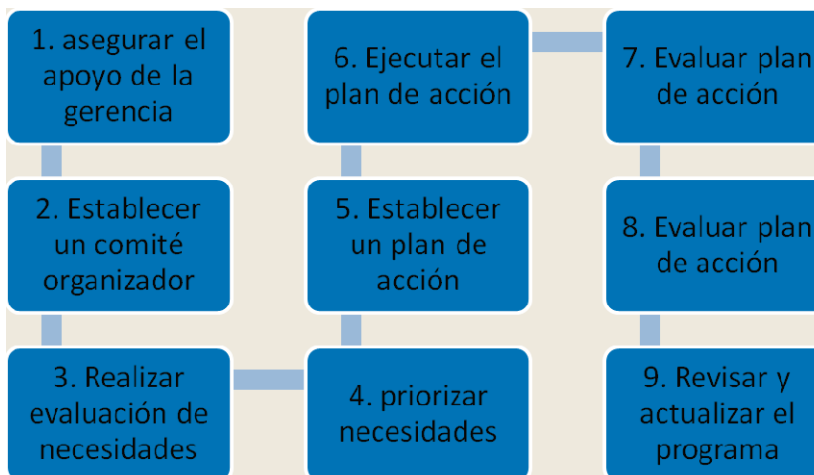 1. asegurar el
apoyo de la
gerencia
2. Establecer
un comité
organizador
3. Realizar
evaluación de
necesidades
4. priorizar
necesidades
5. Establecer
un plan de
acción
6. Ejecutar el
plan de acción
7. Evaluar plan
de acción
8. Evaluar plan
de acción
9. Revisar y
actualizar el
programa